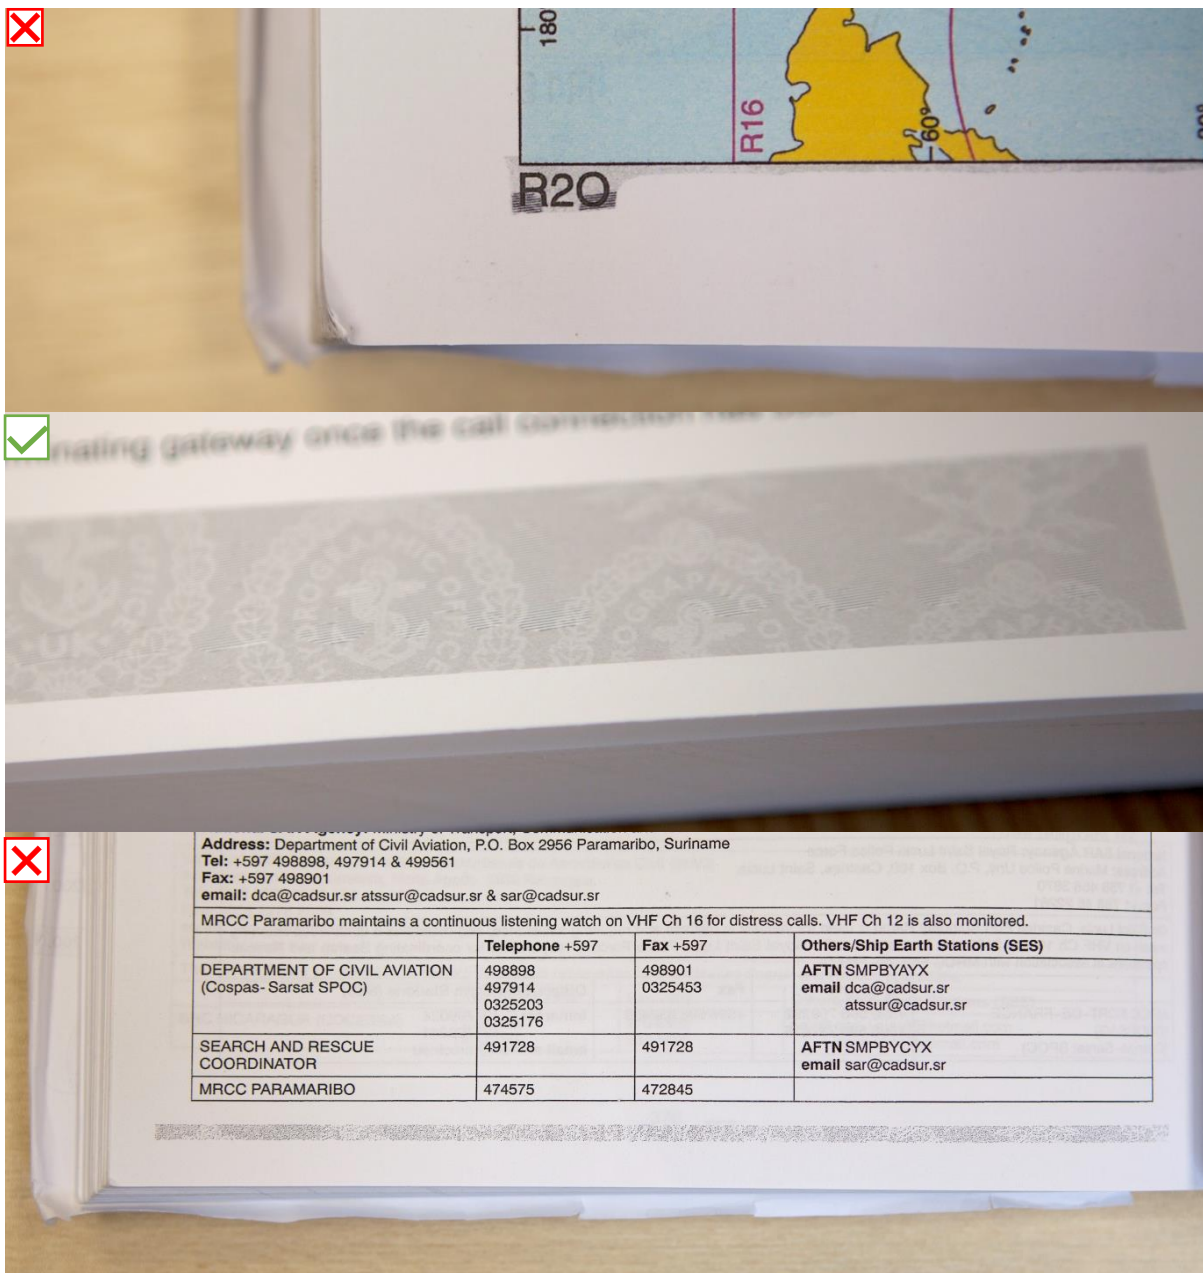 180°
R16
60°
R20
minating gateway once the call connection has
HYDROGRAPHIC OFFICE
UK
OGRAPHIC
Address: Department of Civil Aviation, P.O. Box 2956 Paramaribo, Suriname
Tel: +597 498898, 497914 & 499561
Fax: +597 498901
email: dca@cadsur.sr atssur@cadsur.sr & sar@cadsur.sr
MRCC Paramaribo maintains a continuous listening watch on VHF Ch 16 for distress calls. VHF Ch 12 is also monitored.
Telephone +597 Fax +597 Others/Ship Earth Stations (SES)
DEPARTMENT OF CIVIL AVIATION 498898 498901 AFTN SMPBYAYX
(Cospas-Sarsat SPOC) 497914 0325453 email dca@cadsur.sr
0325203 atssur@cadsur.sr
0325176
SEARCH AND RESCUE 491728 491728 AFTN SMPBYCYX
COORDINATOR email sar@cadsur.sr
MRCC PARAMARIBO 474575 472845